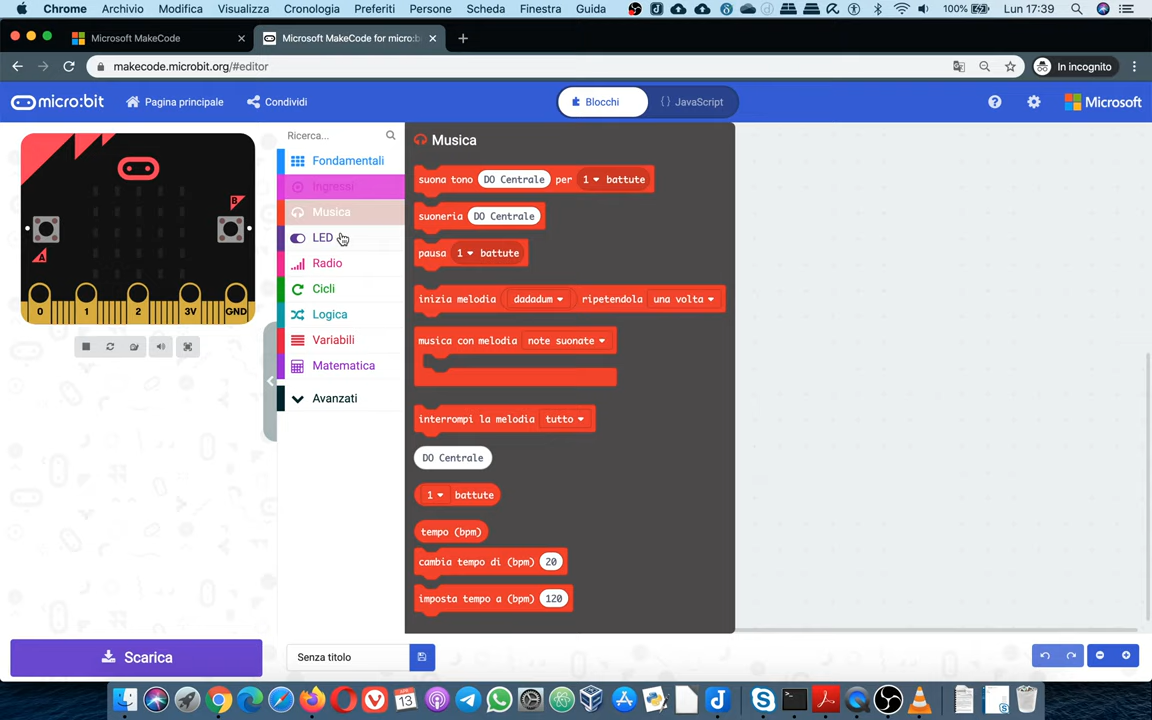 Chrome Archivio Modifica Visualizza Cronologia Preferiti Persone Scheda Finestra Guida 100% Lun 17:39
Microsoft MakeCode
Microsoft MakeCode for micro:b
makecode.microbit.org/#editor
In incognito
micro:bit Pagina principale Condividi Blocchi JavaScript Microsoft
Ricerca...
Fondamentali
Ingressi
Musica
LED
Radio
Cicli
Logica
Variabili
Matematica
Avanzati
Musica
suona tono DO Centrale per 1 battute
suoneria DO Centrale
pausa 1 battute
inizia melodia dadadum ripetendola una volta
musica con melodia note suonate
interrompi la melodia tutto
DO Centrale
1 battute
tempo (bpm)
cambia tempo di (bpm) 20
imposta tempo a (bpm) 120
B
A
0 1 2 3V GND
Scarica
Senza titolo
13